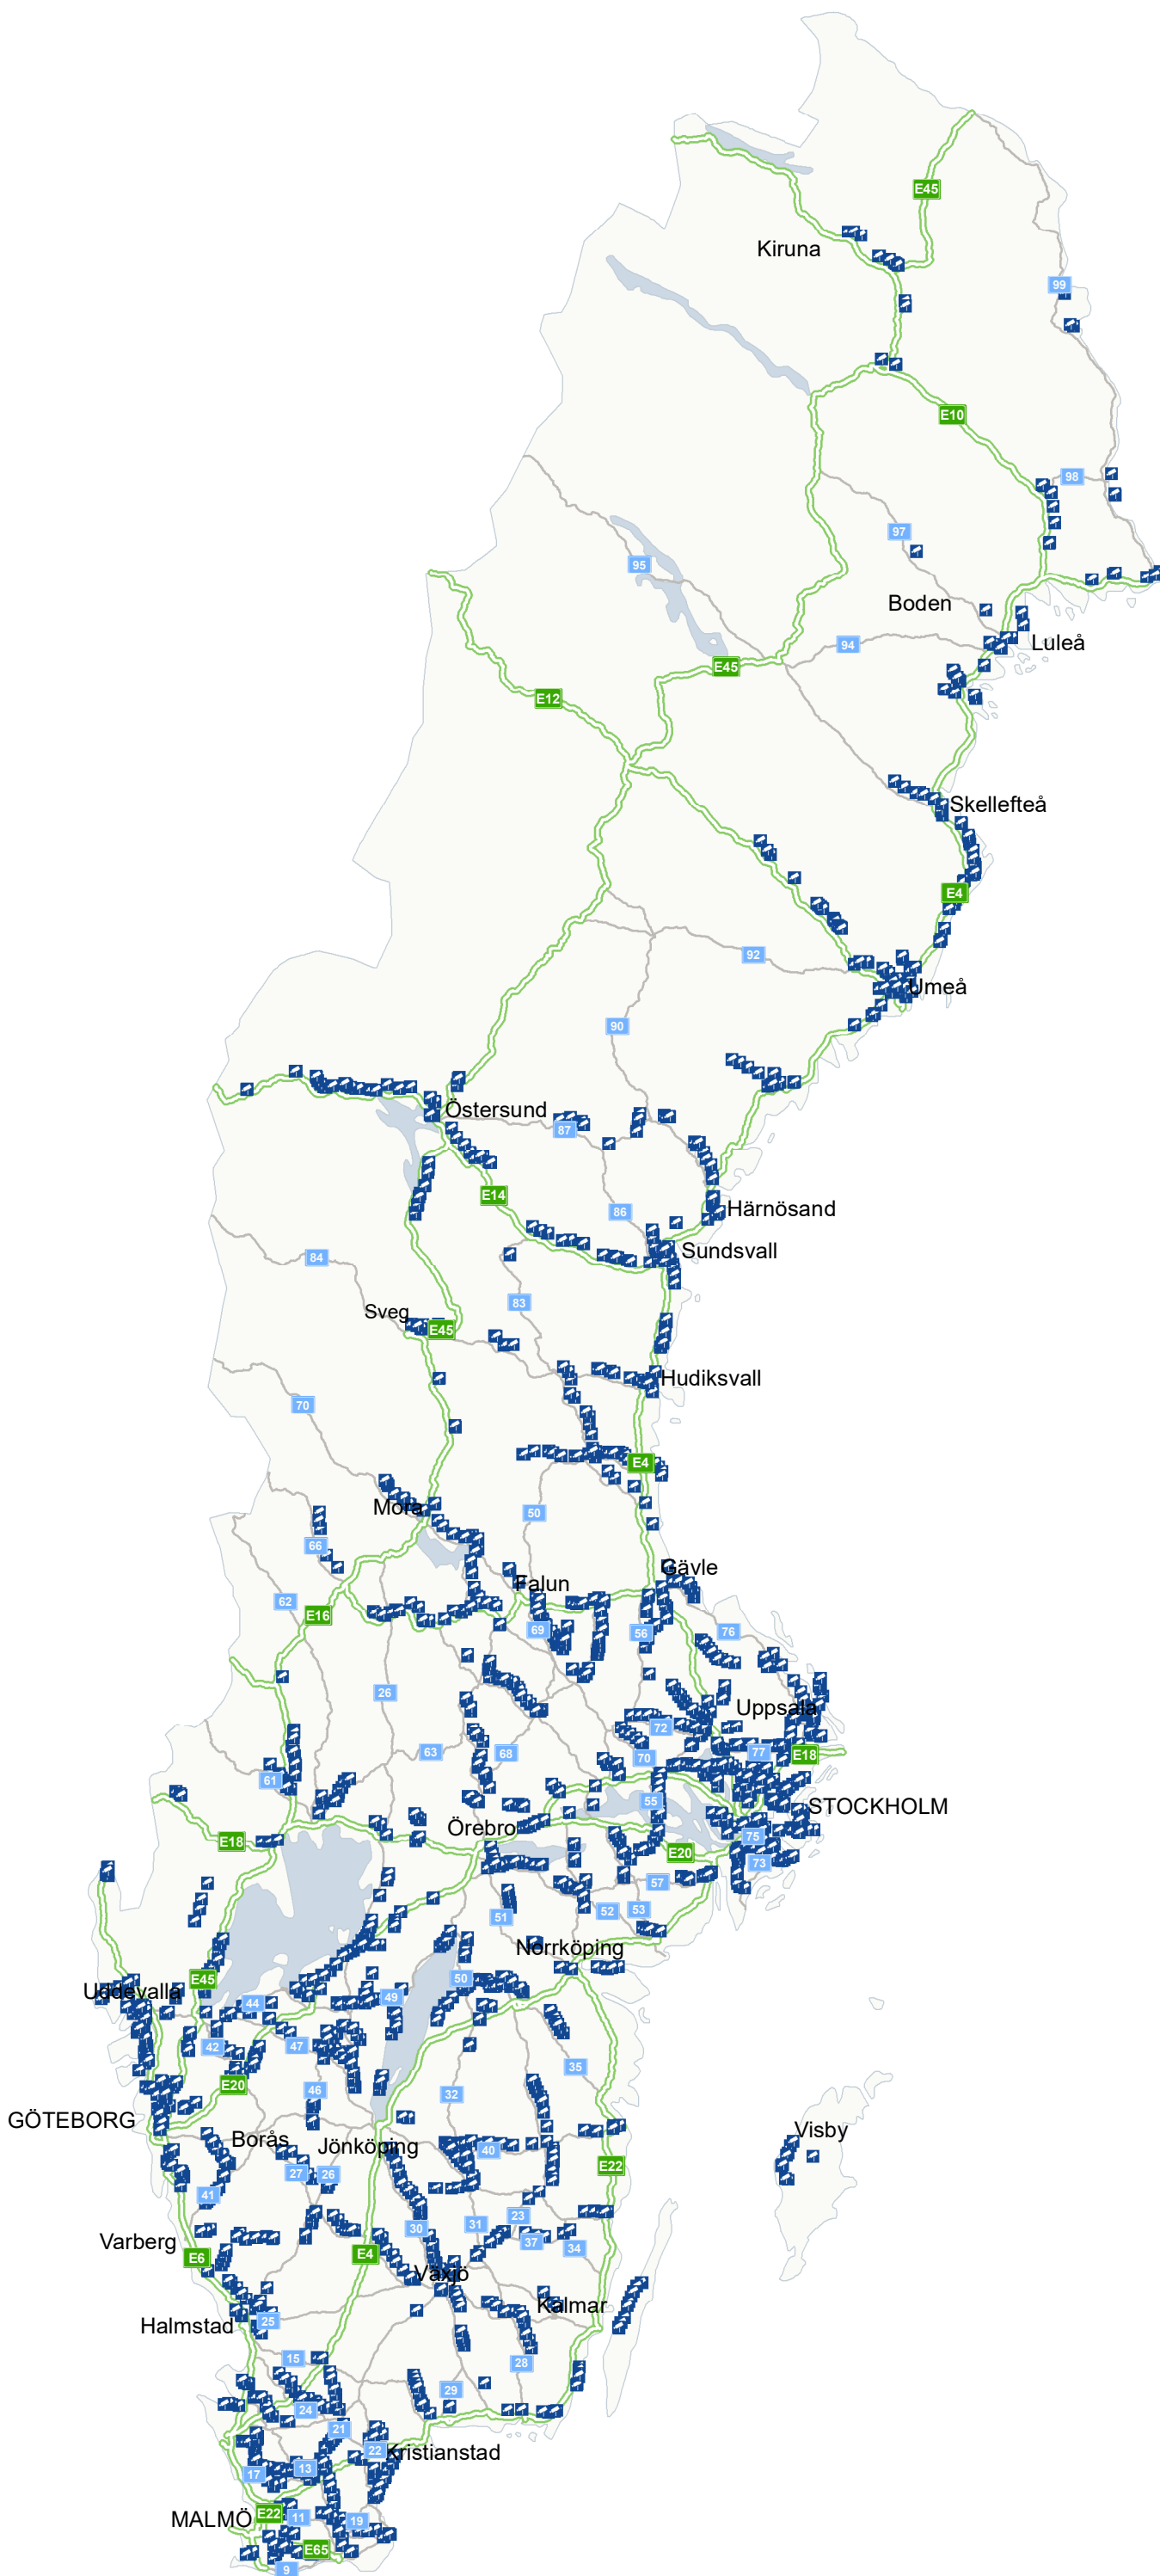 E45
Kiruna
99
E10
98
97
95
Boden
94
Luleå
E45
E12
Skellefteå
E4
92
Umeå
90
Östersund
87
E14
86
Härnösand
Sundsvall
84
83
Sveg
E45
Hudiksvall
70
E4
Mora
50
66
Gävle
Falun
62
E16
69
56
76
26
Uppsala
72
63
68
70
77
E18
61
55
STOCKHOLM
Örebro
E18
75
E20
73
57
51
52
53
Norrköping
E45
50
Uddevalla
49
44
42
47
35
E20
46
32
GÖTEBORG
Visby
Borås
Jönköping
40
E22
27
26
41
23
31
30
37
34
Varberg
E6
E4
Växjö
Kalmar
Halmstad
25
15
28
29
24
21
22
Kristianstad
13
17
E22
11
MALMÖ
19
E65
9